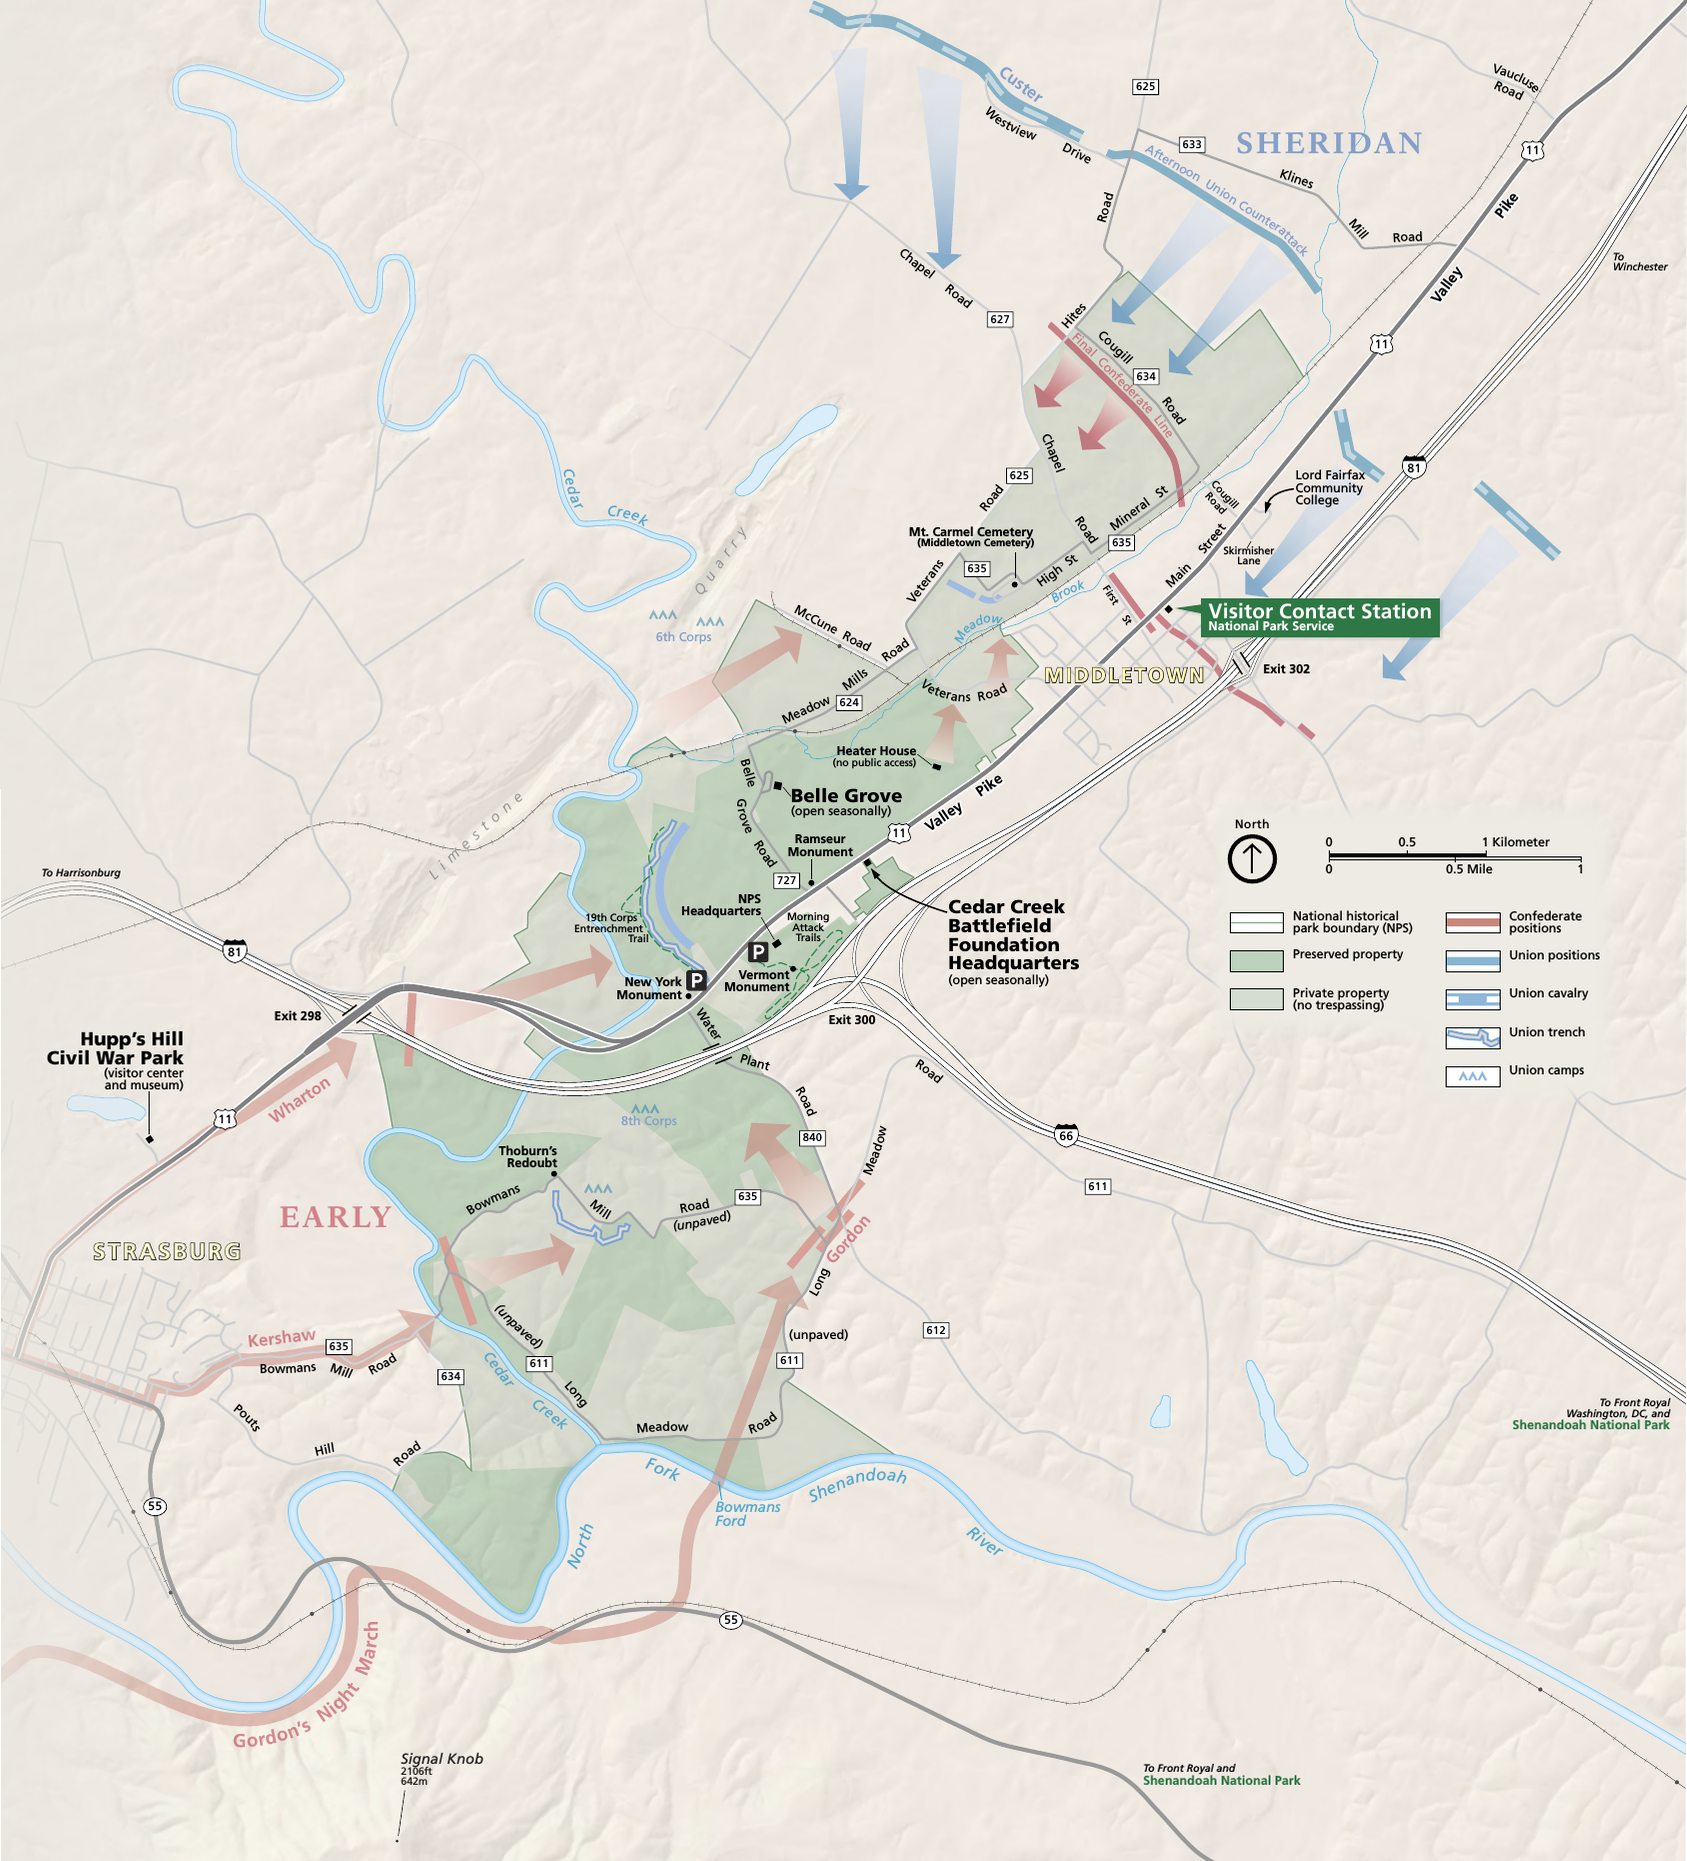 Custer
Westview
Drive
625
633
SHERIDAN
Vaucluse
Road
11
Pike
Afternoon Union Counterattack
Klines
Mill
Road
Road
Valley
To
Winchester
Chapel
Road
627
Hites
Cougill
634
Road
Final Confederate Line
11
Chapel
Road
625
Road
Mineral St
Cougill
Road
Lord Fairfax
Community
College
81
Cedar
Creek
Quarry
Mt. Carmel Cemetery
(Middletown Cemetery)
635
635
High St
Brook
Meadow
Veterans
First
St
Main
Street
Skirmisher
Lane
Visitor Contact Station
National Park Service
6th Corps
McCune Road
Road
Mills
Meadow
624
Veterans Road
MIDDLETOWN
Exit 302
Heater House
(no public access)
Belle
Grove
Road
Belle Grove
(open seasonally)
Valley
Pike
11
Limestone
Ramseur
Monument
727
NPS
Headquarters
Morning
Attack
Trails
19th Corps
Entrenchment
Trail
P
P
New York
Monument
Vermont
Monument
Cedar Creek
Battlefield
Foundation
Headquarters
(open seasonally)
North
0
0.5
1 Kilometer
0
0.5 Mile
1
National historical
park boundary (NPS)
Preserved property
Private property
(no trespassing)
Confederate
positions
Union positions
Union cavalry
Union trench
Union camps
To Harrisonburg
81
Exit 298
Hupp's Hill
Civil War Park
(visitor center
and museum)
Wharton
11
Water
Plant
Road
Exit 300
Road
Meadow
840
66
611
8th Corps
Thoburn's
Redoubt
Bowmans
Mill
Road
(unpaved)
635
EARLY
STRASBURG
Gordon
Long
(unpaved)
611
612
Kershaw
635
Bowmans Mill Road
634
(unpaved)
611
Long
Meadow
Road
Cedar
Creek
Pouts
Hill
Road
55
North
Fork
Shenandoah
River
Bowmans
Ford
To Front Royal
Washington, DC, and
Shenandoah National Park
55
Gordon's Night March
Signal Knob
2106ft
642m
To Front Royal and
Shenandoah National Park